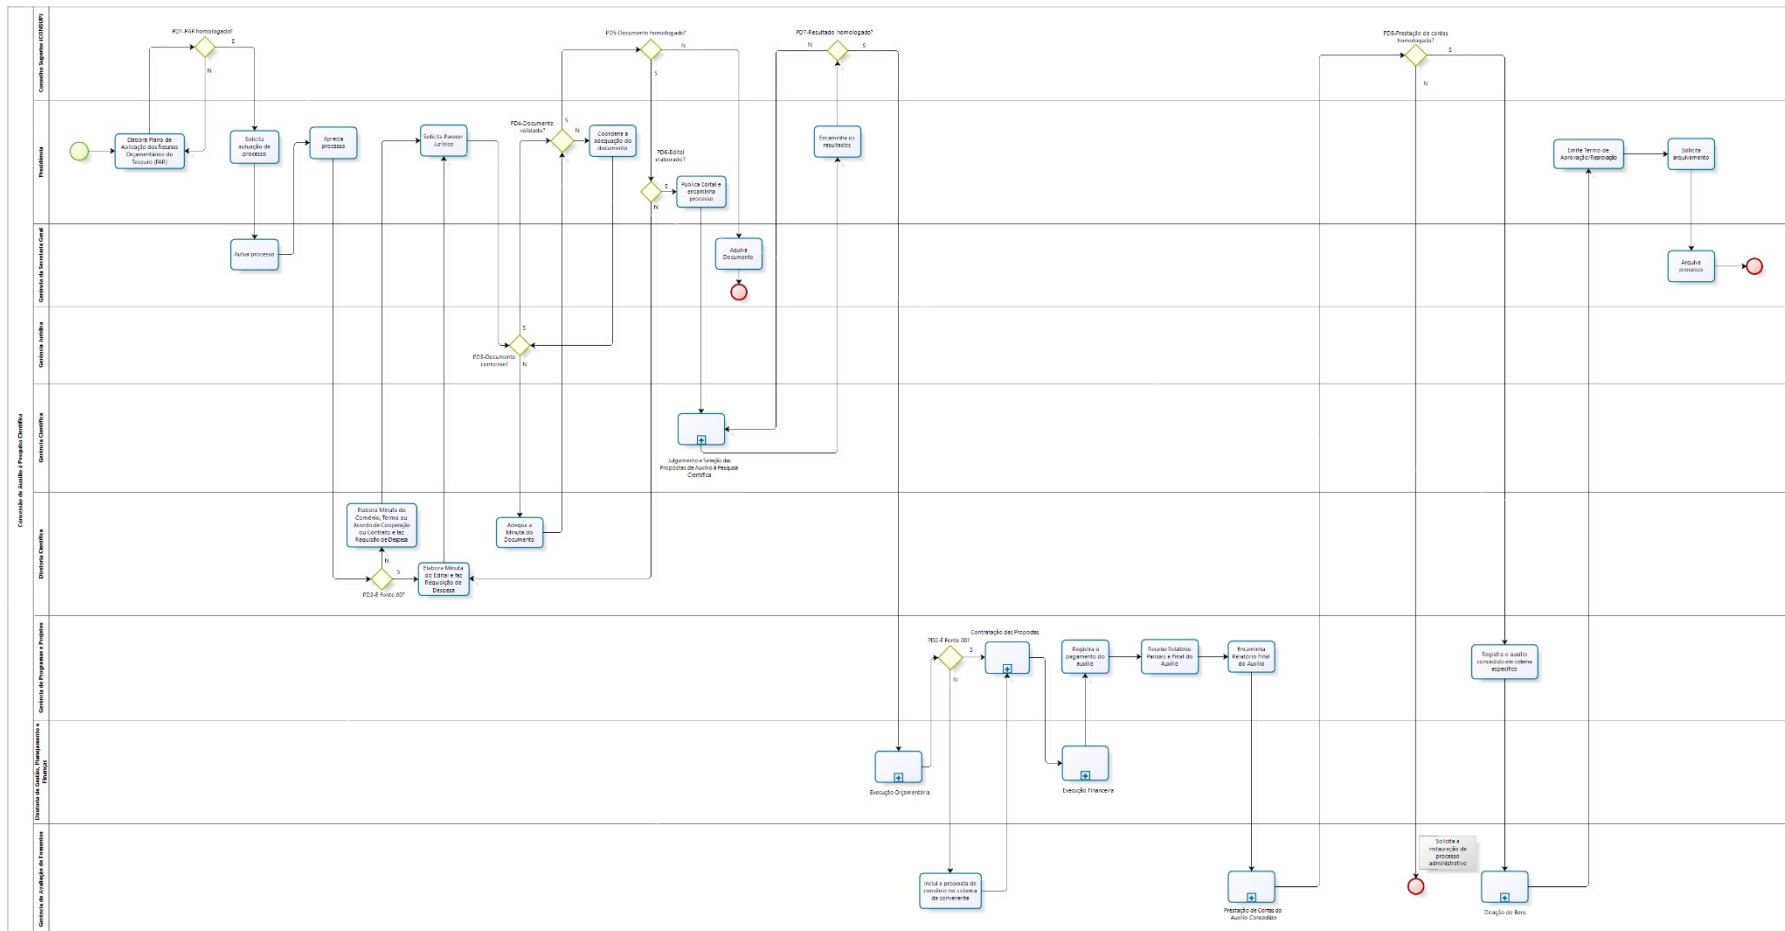 Concessão de Auxílio à Pesquisa Científica
Conselho Superior (CONSUP)
PD1-PAR homologado?
S
N
PD5-Documento homologado?
N
S
PD7-Resultado homologado?
N
S
PD8-Prestação de contas
homologada?
S
N
Presidência
Elabora Plano de
Aplicação dos Recursos
Orçamentários do
Tesouro (PAR)
Solicita
autuação de
processo
Aprecia
processo
Solicita Parecer
Jurídico
PD4-Documento
validado?
S
N
Coordena a
adequação do
documento
PD6-Edital
elaborado?
S
N
Publica Edital e
encaminha
processo
Encaminha os
resultados
Emite Termo de
Aprovação/Reprovação
Solicita
arquivamento
Gerência da Secretaria Geral
Autua processo
Aquiva
Documento
Arquiva
processo
Gerência Jurídica
PD3-Documento
conforme?
S
N
Gerência Científica
Julgamento e Seleção das
Propostas de Auxílio à Pesquisa
Científica
Diretoria Científica
Elabora Minuta do
Convênio, Termo ou
Acordo de Cooperação
ou Contrato e faz
Requisão de Despesa
N
S
PD2-É Fonte 00?
Elabora Minuta
do Edital e faz
Requisição de
Despesa
Adequa a
Minuta do
Documento
Gerência de Programas e Projetos
PD2-É Fonte 00?
S
N
Contratação das Propostas
Registra o
pagamento do
auxílio
Recebe Relatórios
Parciais e Final do
Auxílio
Encaminha
Relatório Final
do Auxílio
Registra o auxílio
concedido em sistema
específico
Diretoria de Gestão, Planejamento e
Finanças
Execução Orçamentária
Execução Financeira
Gerência de Avaliação de Fomentos
Inclui a proposta de
convênio no sistema
da convenente
Prestação de Contas do
Auxílio Concedido
Solicita a
instauração de
processo
administrativo
Doação de Bens